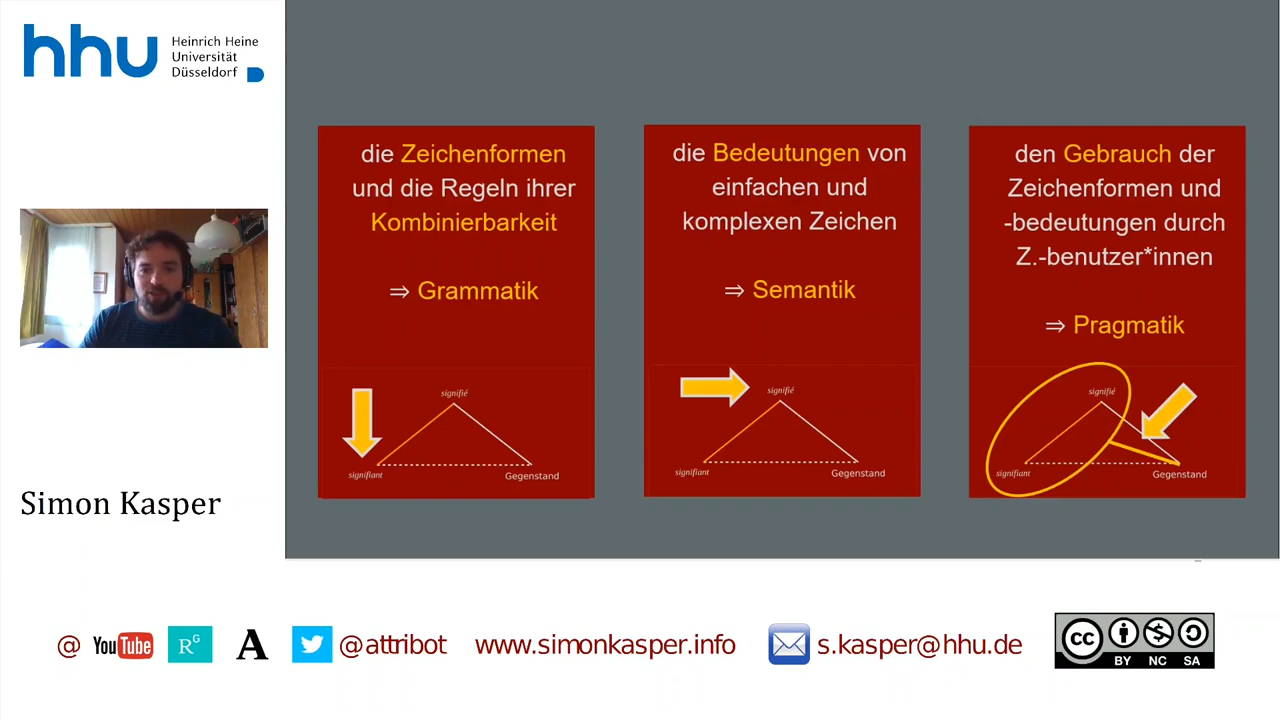 hhu
Heinrich Heine
Universität
Düsseldorf
die Zeichenformen
und die Regeln ihrer
Kombinierbarkeit
⇒ Grammatik
signifié
signifiant
Gegenstand
die Bedeutungen von
einfachen und
komplexen Zeichen
⇒ Semantik
signifié
signifiant
Gegenstand
den Gebrauch der
Zeichenformen und
-bedeutungen durch
Z.-benutzer*innen
⇒ Pragmatik
signifié
signifiant
Gegenstand
Simon Kasper
@ YouTube RG A @attribot www.simonkasper.info s.kasper@hhu.de
cc
BY NC SA